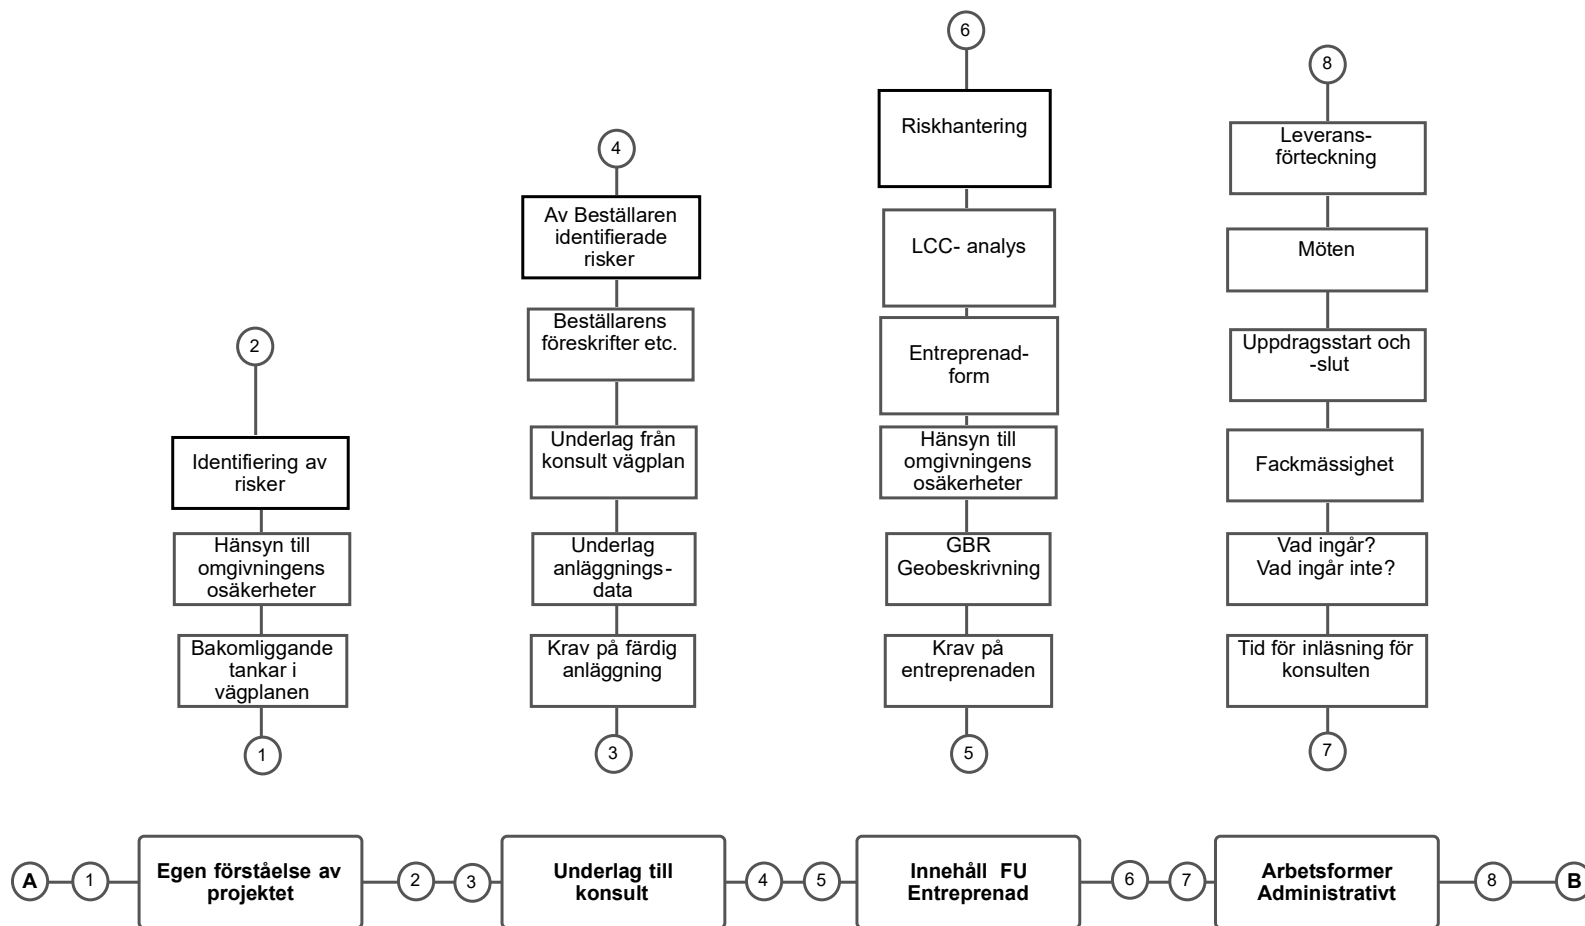 2
Identifiering av
risker
Hänsyn till
omgivningens
osäkerheter
Bakomliggande
tankar i
vägplanen
1
4
Av Beställaren
identifierade
risker
Beställarens
föreskrifter etc.
Underlag från
konsult vägplan
Underlag
anläggnings-
data
Krav på färdig
anläggning
3
6
Riskhantering
LCC- analys
Entreprenad-
form
Hänsyn till
omgivningens
osäkerheter
GBR
Geobeskrivning
Krav på
entreprenaden
5
8
Leverans-
förteckning
Möten
Uppdragsstart och
-slut
Fackmässighet
Vad ingår?
Vad ingår inte?
Tid för inläsning för
konsulten
7
A
1
Egen förståelse av
projektet
2
3
Underlag till
konsult
4
5
Innehåll FU
Entreprenad
6
7
Arbetsformer
Administrativt
8
B